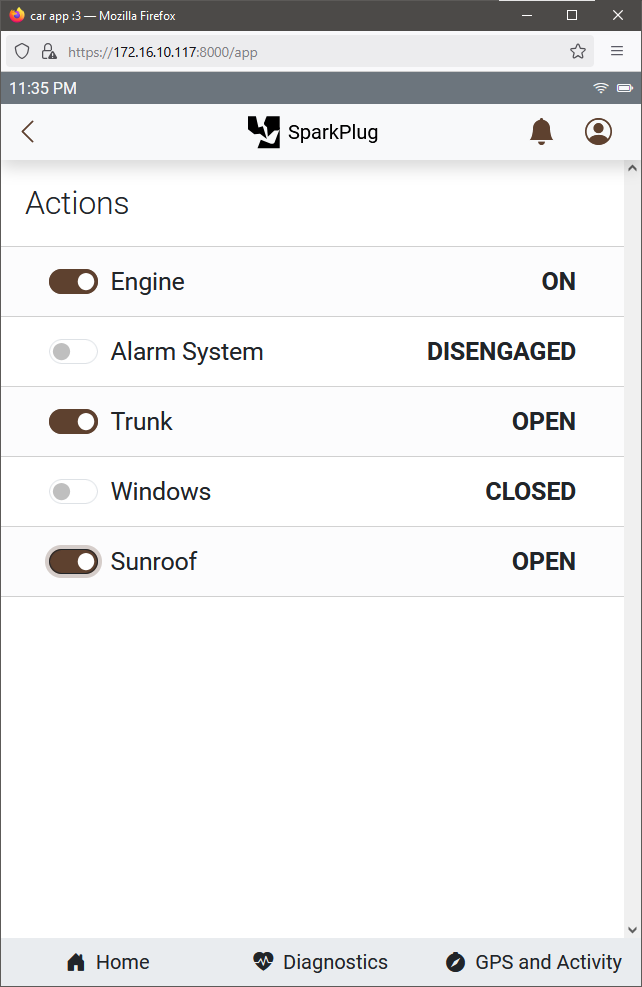 car app :3 — Mozilla Firefox
https://172.16.10.117:8000/app
11:35 PM
SparkPlug
Actions
Engine ON
Alarm System DISENGAGED
Trunk OPEN
Windows CLOSED
Sunroof OPEN
Home Diagnostics GPS and Activity